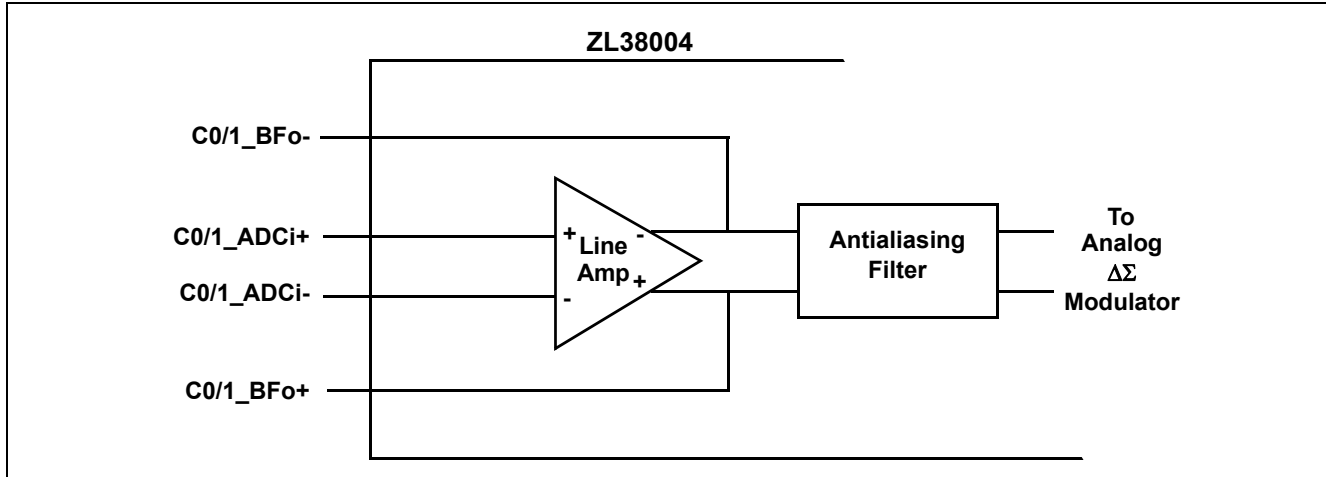 ZL38004
C0/1_BFo-
C0/1_ADCi+
C0/1_ADCi-
C0/1_BFo+
+
-
-
+
Line
Amp
Antialiasing
Filter
To
Analog
ΔΣ
Modulator